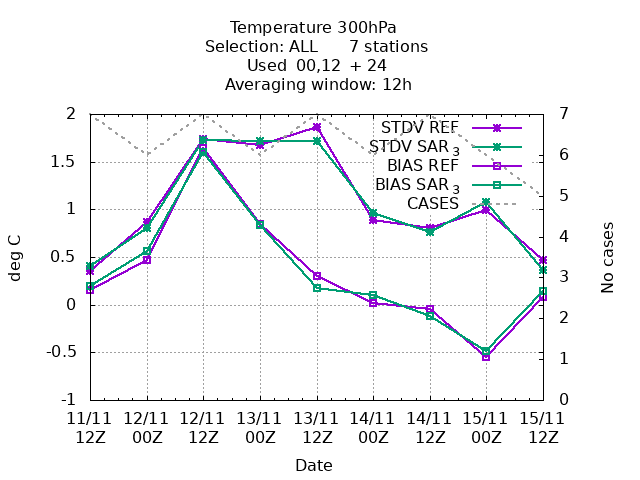 Temperature 300hPa
Selection: ALL      7 stations
Used  00,12  + 24
Averaging window: 12h
STDV REF
STDV SAR 3
BIAS REF
BIAS SAR 3
CASES
2
1.5
1
0.5
0
-0.5
-1
deg C
7
6
5
4
3
2
1
0
No cases
11/11 12/11 12/11 13/11 13/11 14/11 14/11 15/11 15/11
12Z 00Z 12Z 00Z 12Z 00Z 12Z 00Z 12Z
Date